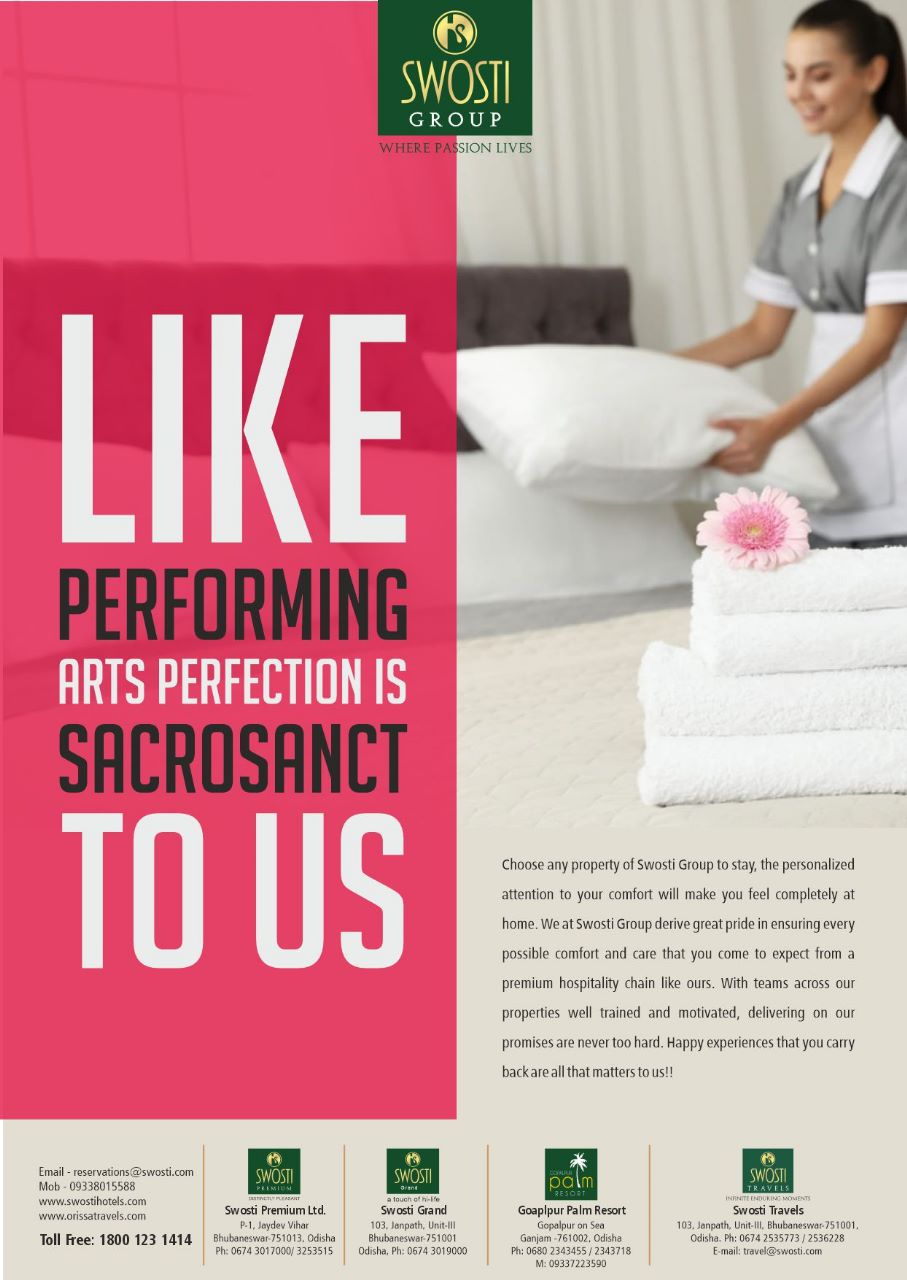 SWOSTI
GROUP
WHERE PASSION LIVES
LIKE
PERFORMING
ARTS PERFECTION IS
SACROSANCT
TO US
Choose any property of Swosti Group to stay, the personalized
attention to your comfort will make you feel completely at
home. We at Swosti Group derive great pride in ensuring every
possible comfort and care that you come to expect from a
premium hospitality chain like ours. With teams across our
properties well trained and motivated, delivering on our
promises are never too hard. Happy experiences that you carry
back are all that matters to us!!
Email - reservations@swosti.com
Mob - 09338015588
www.swostihotels.com
www.orissatravels.com
Toll Free: 1800 123 1414
SWOSTI
PREMIUM
DISTINCTLY PLEASANT
Swosti Premium Ltd.
P-1, Jaydev Vihar
Bhubaneswar-751013. Odisha
Ph: 0674 3017000/ 3253515
SWOSTI
Grand
a touch of hi-life
Swosti Grand
103, Janpath, Unit-III
Bhubaneswar-751001
Odisha, Ph: 0674 3019000
GOPALPUR
palm
RESORT
Goaplpur Palm Resort
Gopalpur on Sea
Ganjam -761002, Odisha
Ph: 0680 2343455 / 2343718
M: 09337223590
SWOSTI
TRAVELS
INFINITE ENDURING MOMENTS
Swosti Travels
103, Janpath, Unit-III, Bhubaneswar-751001,
Odisha. Ph: 0674 2535773 / 2536228
E-mail: travel@swosti.com